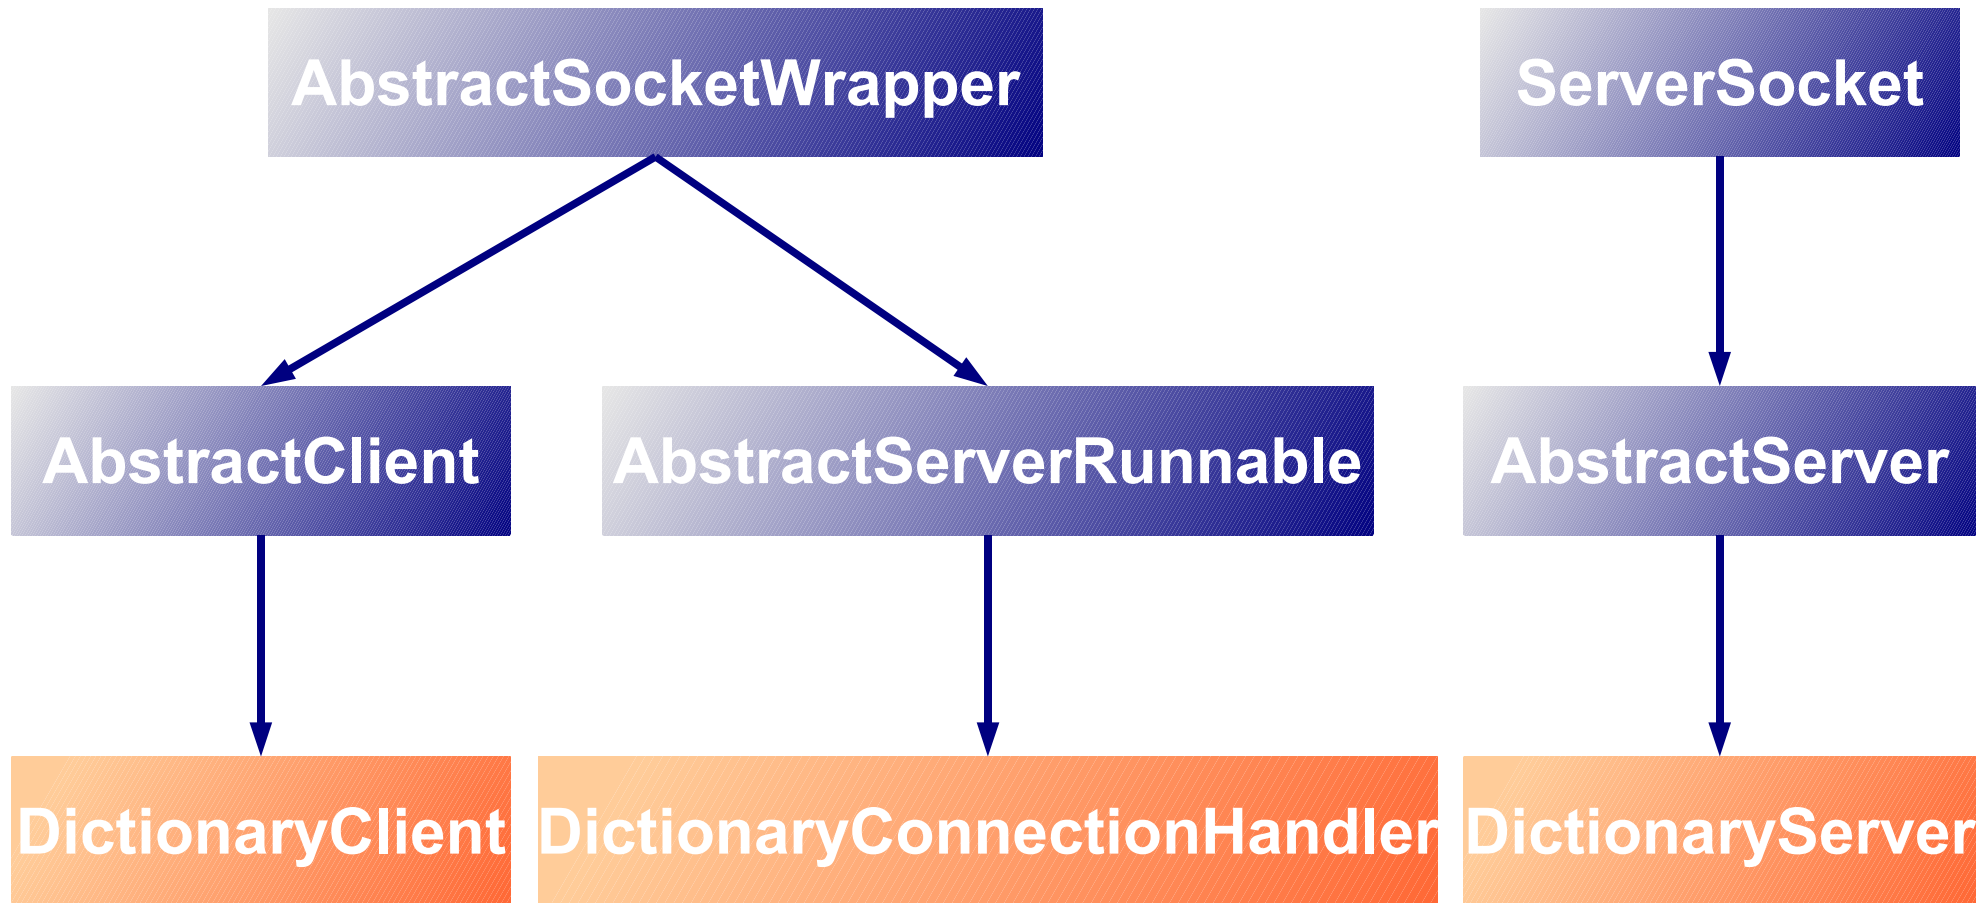 AbstractSocketWrapper
ServerSocket
AbstractClient
AbstractServerRunnable
AbstractServer
DictionaryClient
DictionaryConnectionHandler
DictionaryServer